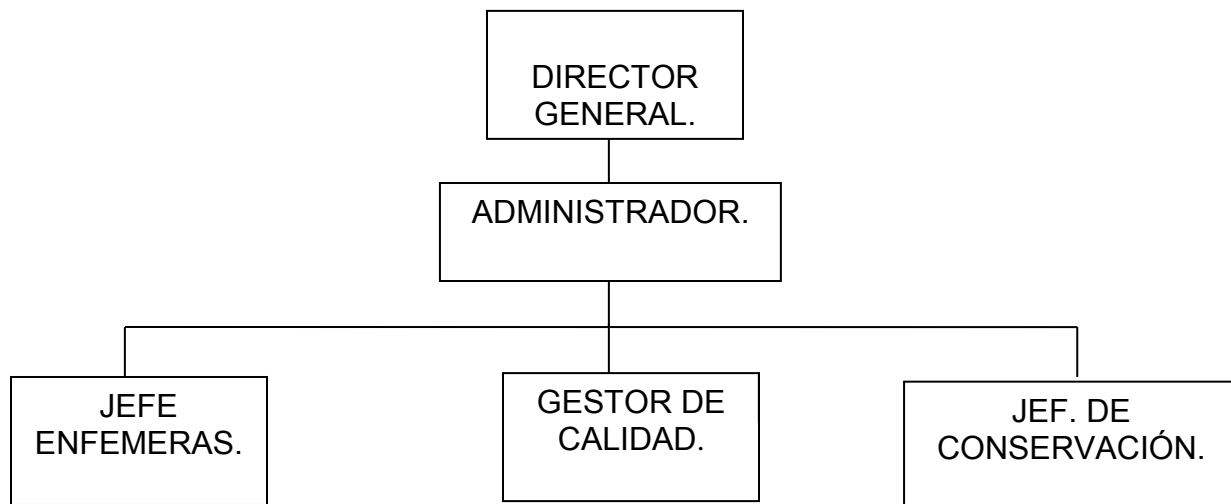 DIRECTOR
GENERAL.
ADMINISTRADOR.
JEFE
ENFEMERAS.
GESTOR DE
CALIDAD.
JEF. DE
CONSERVACIÓN.